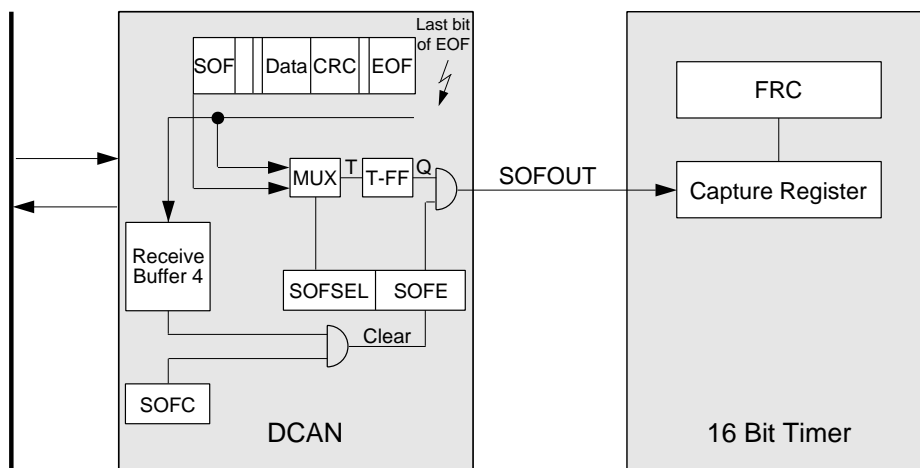 Last bit
of EOF
SOF Data CRC EOF
FRC
MUX T T-FF Q
SOFOUT
Capture Register
Receive
Buffer 4
SOFSEL SOFE
Clear
SOFC
DCAN
16 Bit Timer